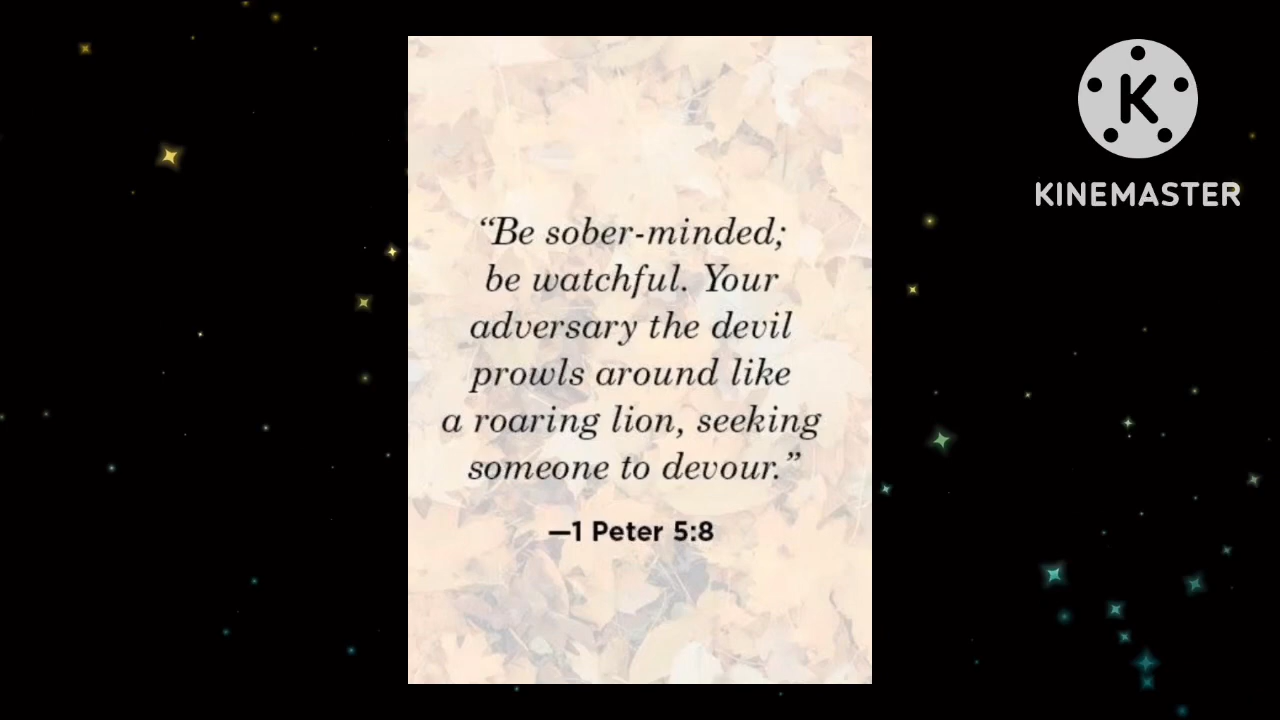 “Be sober-minded;
be watchful. Your
adversary the devil
prowls around like
a roaring lion, seeking
someone to devour.”
—1 Peter 5:8
K
KINEMASTER